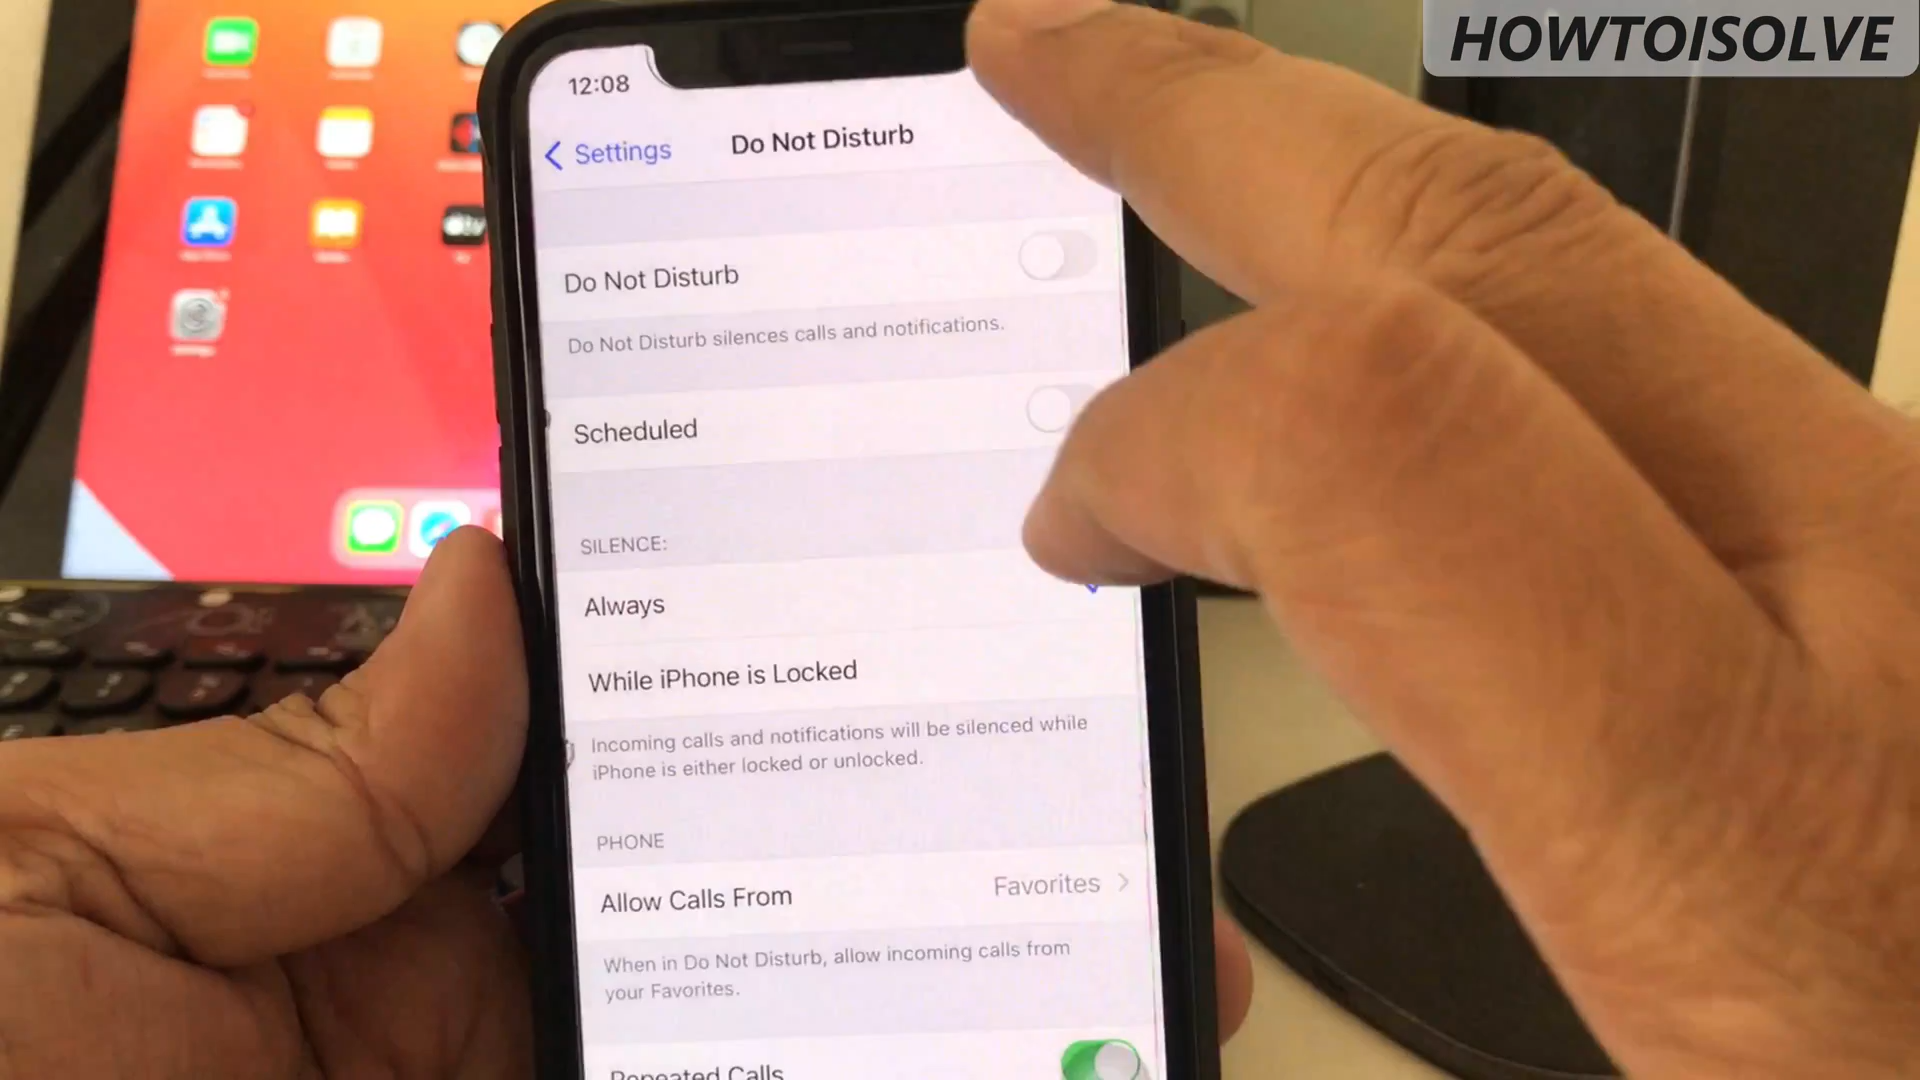 HOWTOISOLVE
12:08
Settings
Do Not Disturb
Do Not Disturb
Do Not Disturb silences calls and notifications.
Scheduled
SILENCE:
Always
While iPhone is Locked
Incoming calls and notifications will be silenced while
iPhone is either locked or unlocked.
PHONE
Allow Calls From
Favorites
When in Do Not Disturb, allow incoming calls from
your Favorites.
Repeated Calls